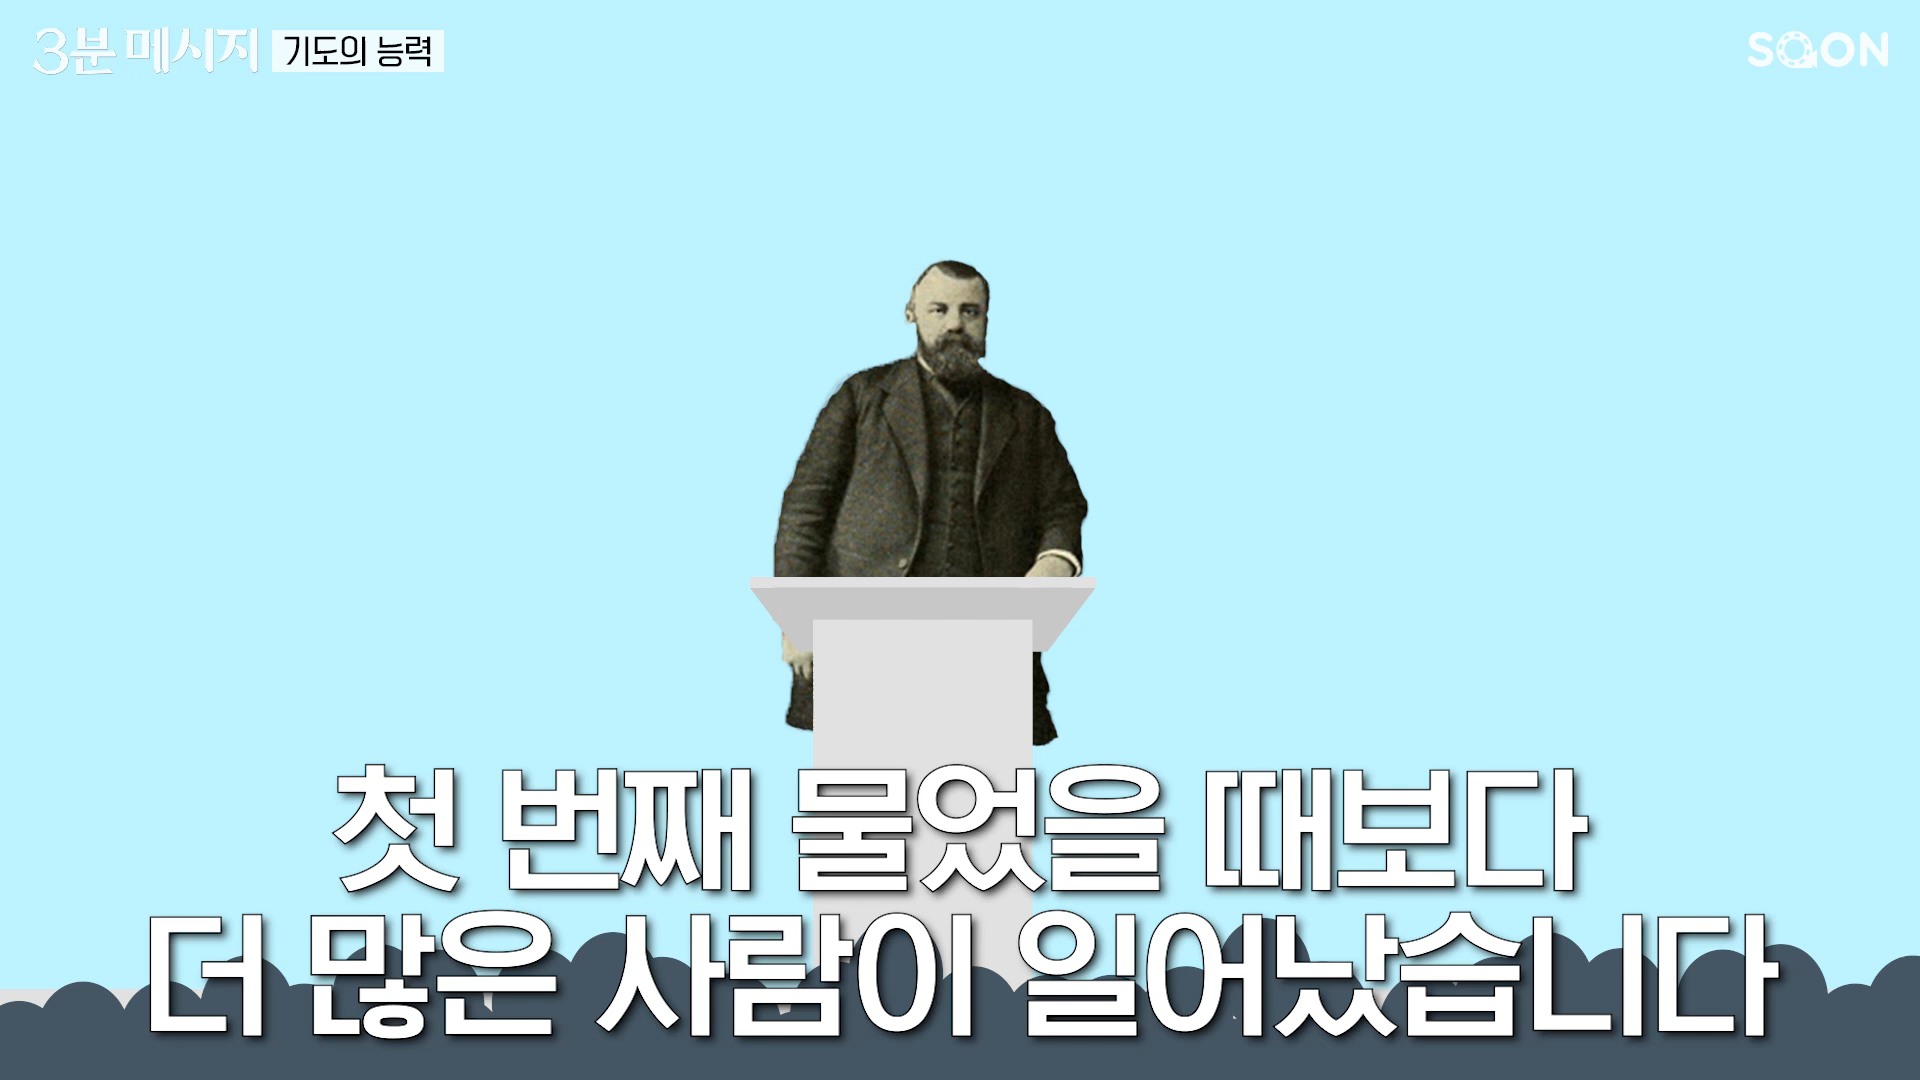 3분 메시지 기도의 능력
SOON
첫 번째 물었을 때보다
더 많은 사람이 일어났습니다